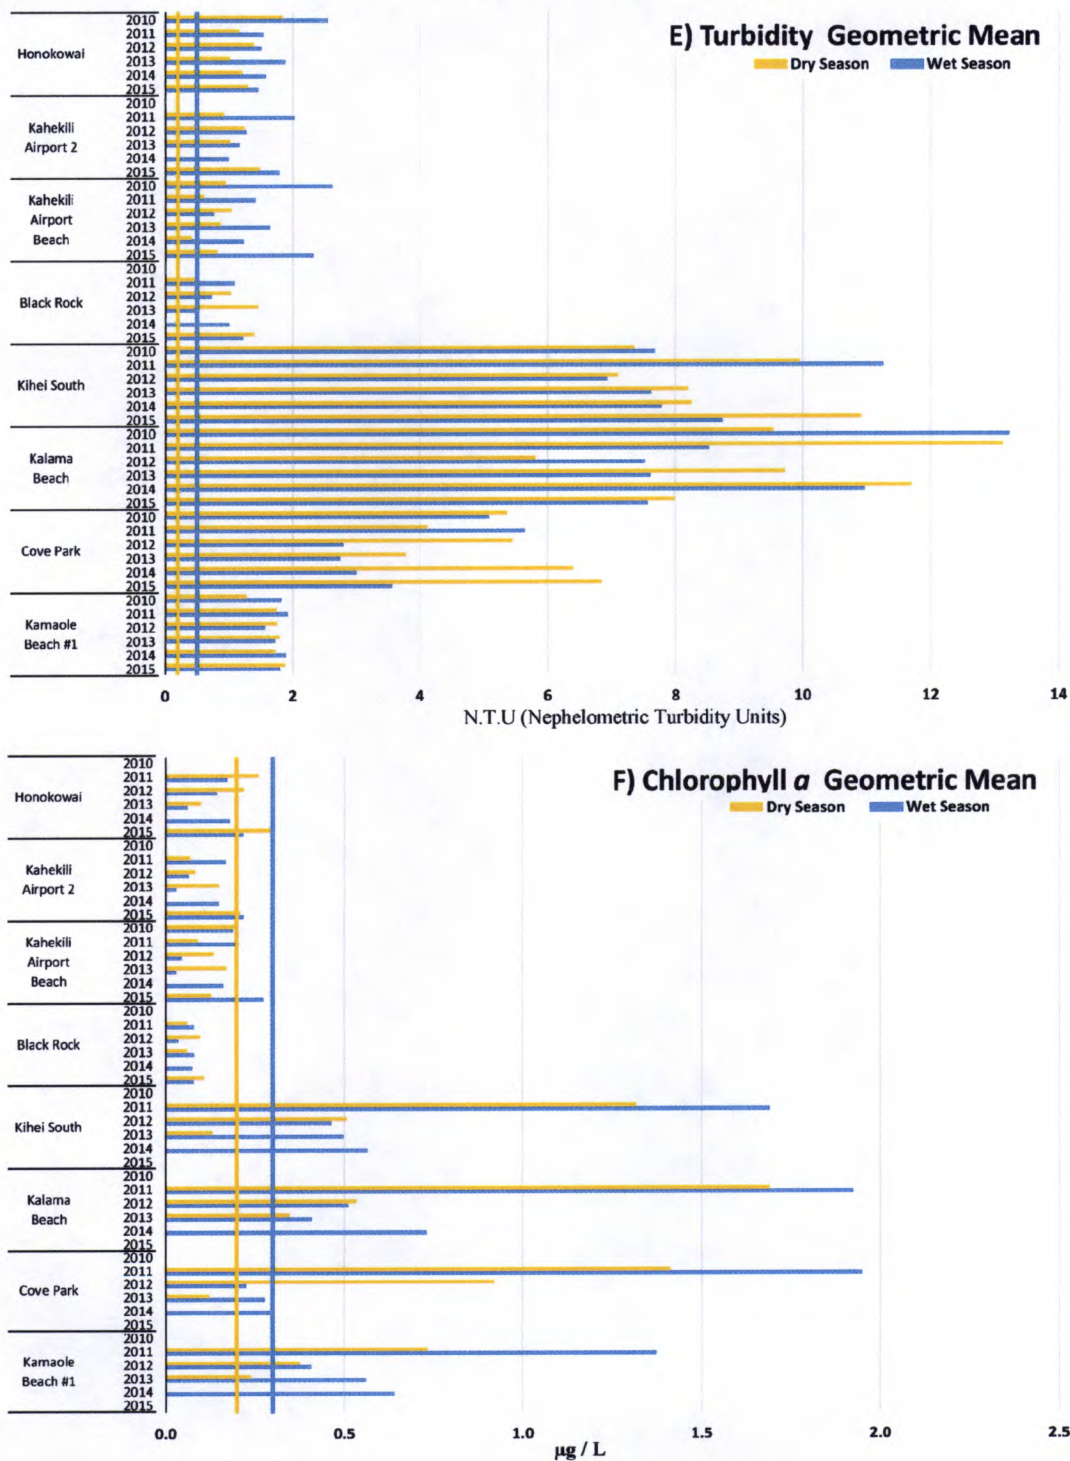 E) Turbidity Geometric Mean
Dry Season Wet Season
Honokowai
2010
2011
2012
2013
2014
2015
Kahekili
Airport 2
2010
2011
2012
2013
2014
2015
Kahekili
Airport
Beach
2010
2011
2012
2013
2014
2015
Black Rock
2010
2011
2012
2013
2014
2015
Kihei South
2010
2011
2012
2013
2014
2015
Kalama
Beach
2010
2011
2012
2013
2014
2015
Cove Park
2010
2011
2012
2013
2014
2015
Kamaole
Beach #1
2010
2011
2012
2013
2014
2015
0 2 4 6 8 10 12 14
N.T.U (Nephelometric Turbidity Units)
F) Chlorophyll a Geometric Mean
Dry Season Wet Season
Honokowai
2010
2011
2012
2013
2014
2015
Kahekili
Airport 2
2010
2011
2012
2013
2014
2015
Kahekili
Airport
Beach
2010
2011
2012
2013
2014
2015
Black Rock
2010
2011
2012
2013
2014
2015
Kihei South
2010
2011
2012
2013
2014
2015
Kalama
Beach
2010
2011
2012
2013
2014
2015
Cove Park
2010
2011
2012
2013
2014
2015
Kamaole
Beach #1
2010
2011
2012
2013
2014
2015
0.0 0.5 1.0 1.5 2.0 2.5
µg / L